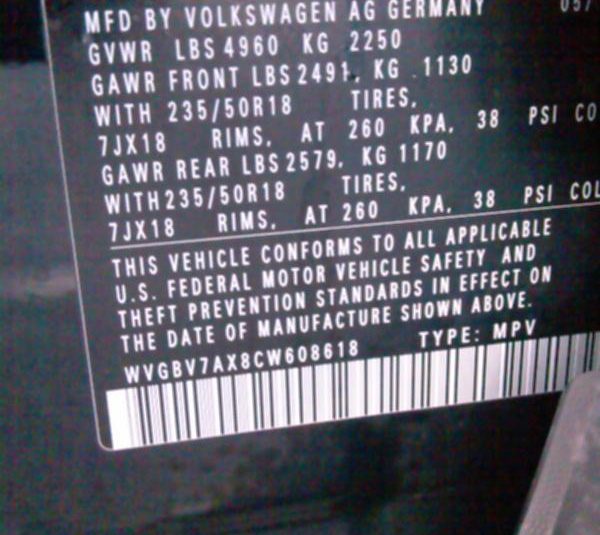 MFD BY VOLKSWAGEN AG GERMANY 05/
GVWR LBS 4960 KG 2250
GAWR FRONT LBS 2491, KG .1130
WITH 235/50R18 TIRES,
7JX18 RIMS, AT 260 KPA, 38 PSI CO
GAWR REAR LBS 2579, KG 1170
WITH 235/50R18 TIRES,
7JX18 RIMS, AT 260 KPA, 38 PSI COL
THIS VEHICLE CONFORMS TO ALL APPLICABLE
U.S. FEDERAL MOTOR VEHICLE SAFETY AND
THEFT PREVENTION STANDARDS IN EFFECT ON
THE DATE OF MANUFACTURE SHOWN ABOVE.
WVGBV7AX8CW608618 TYPE: MPV